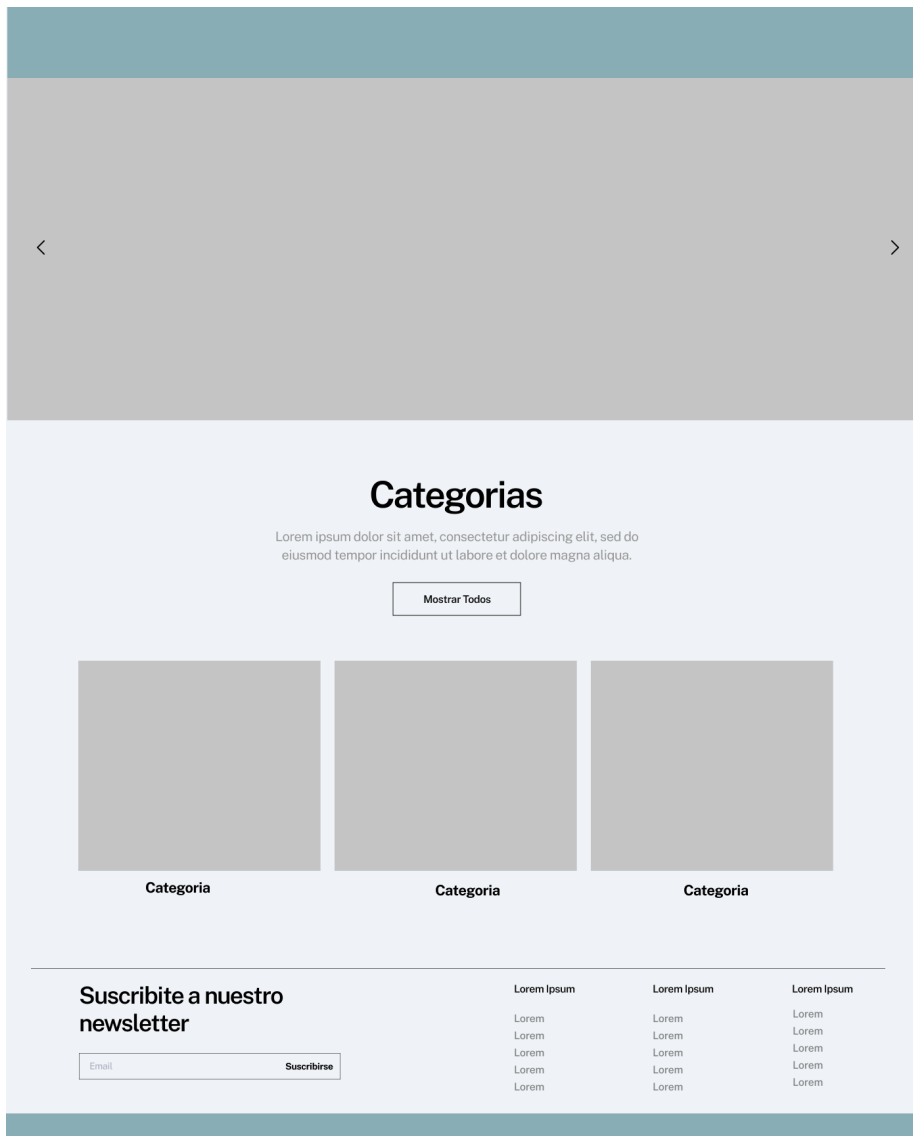 Categorias
Lorem ipsum dolor sit amet, consectetur adipiscing elit, sed do
eiusmod tempor incididunt ut labore et dolore magna aliqua.
Mostrar Todos
Categoria
Categoria
Categoria
Suscribite a nuestro
newsletter
Email
Suscribirse
Lorem Ipsum
Lorem
Lorem
Lorem
Lorem
Lorem
Lorem Ipsum
Lorem
Lorem
Lorem
Lorem
Lorem
Lorem Ipsum
Lorem
Lorem
Lorem
Lorem
Lorem